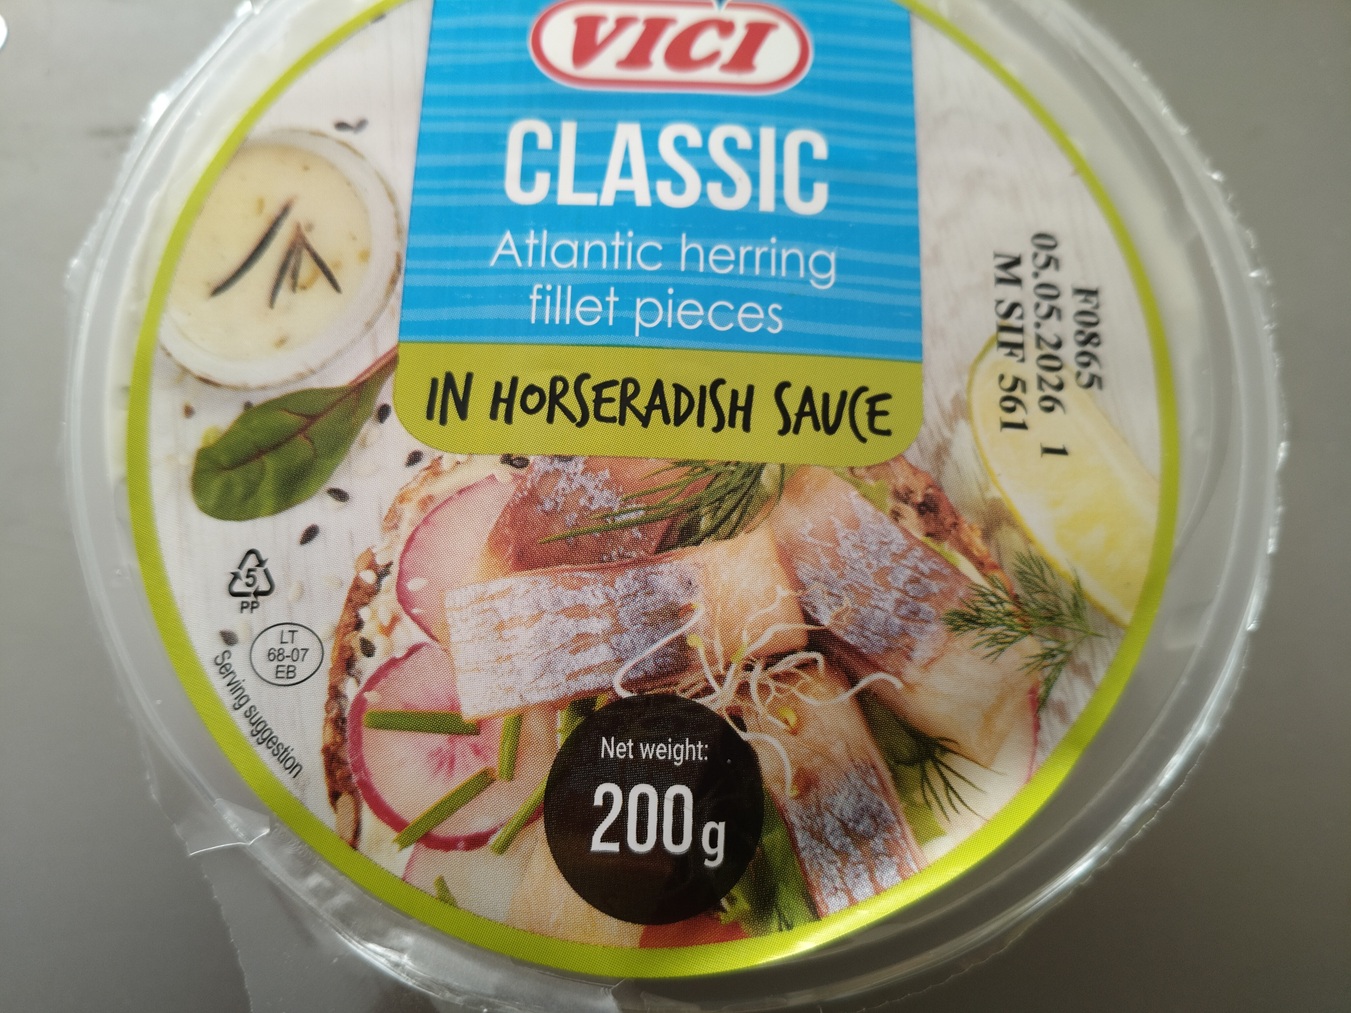 VICI
CLASSIC
Atlantic herring
fillet pieces
IN HORSERADISH SAUCE
F0865
05.05.2026 1
M SIF 561
5
PP
LT
68-07
EB
Serving suggestion
Net weight:
200 g